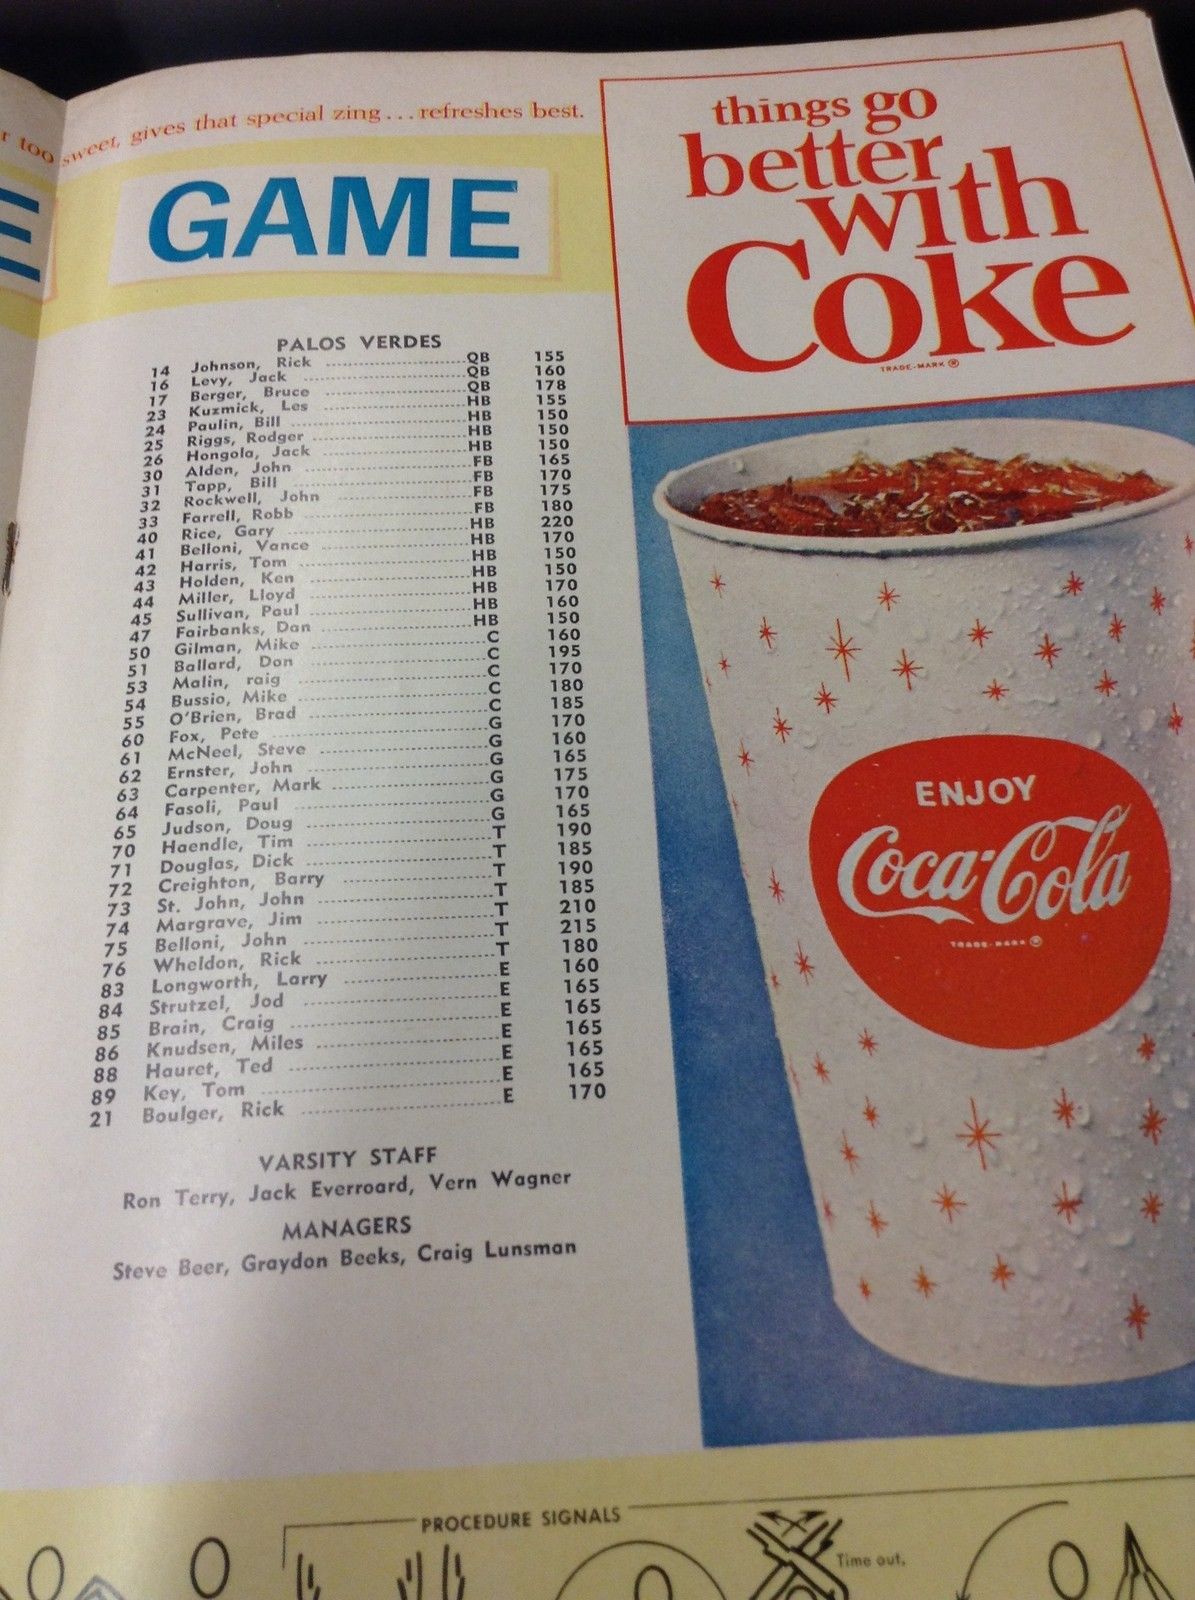 r too sweet, gives that special zing...refreshes best.
E GAME
things go
better
with
Coke
TRADE-MARK ®
PALOS VERDES
14 Johnson, Rick QB 155
16 Levy, Jack QB 160
17 Berger, Bruce QB 178
23 Kuzmick, Les HB 155
24 Paulin, Bill HB 150
25 Riggs, Rodger HB 150
26 Hongola, Jack HB 150
30 Alden, John FB 165
31 Tapp, Bill FB 170
32 Rockwell, John FB 175
33 Farrell, Robb FB 180
40 Rice, Gary HB 220
41 Belloni, Vance HB 170
42 Harris, Tom HB 150
43 Holden, Ken HB 150
44 Miller, Lloyd HB 170
45 Sullivan, Paul HB 160
47 Fairbanks, Dan HB 150
50 Gilman, Mike C 160
51 Ballard, Don C 195
53 Malin, raig C 170
54 Bussio, Mike C 180
55 O'Brien, Brad C 185
60 Fox, Pete G 170
61 McNeel, Steve G 160
62 Ernster, John G 165
63 Carpenter, Mark G 175
64 Fasoli, Paul G 170
65 Judson, Doug G 165
70 Haendle, Tim T 190
71 Douglas, Dick T 185
72 Creighton, Barry T 190
73 St. John, John T 185
74 Margrave, Jim T 210
75 Belloni, John T 215
76 Wheldon, Rick T 180
83 Longworth, Larry E 160
84 Strutzel, Jod E 165
85 Brain, Craig E 165
86 Knudsen, Miles E 165
88 Hauret, Ted E 165
89 Key, Tom E 165
21 Boulger, Rick E 170
VARSITY STAFF
Ron Terry, Jack Everroard, Vern Wagner
MANAGERS
Steve Beer, Graydon Beeks, Craig Lunsman
ENJOY
Coca-Cola
TRADE-MARK ®
PROCEDURE SIGNALS
Time out.